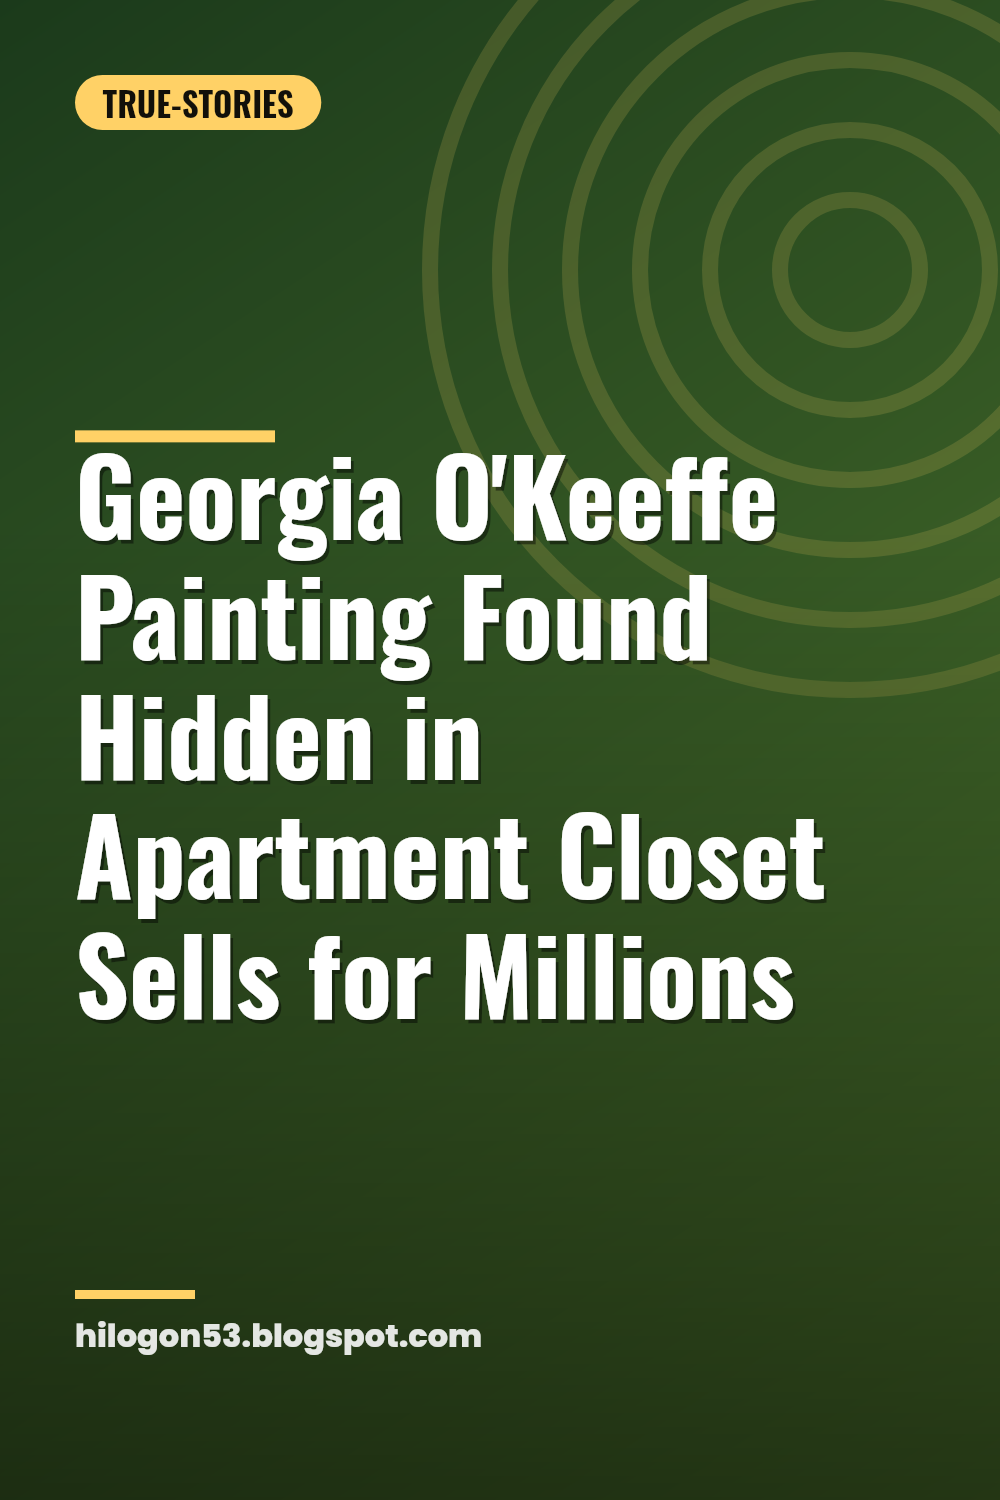 TRUE-STORIES
Georgia O'Keeffe
Painting Found
Hidden in
Apartment Closet
Sells for Millions
hilogon53.blogspot.com